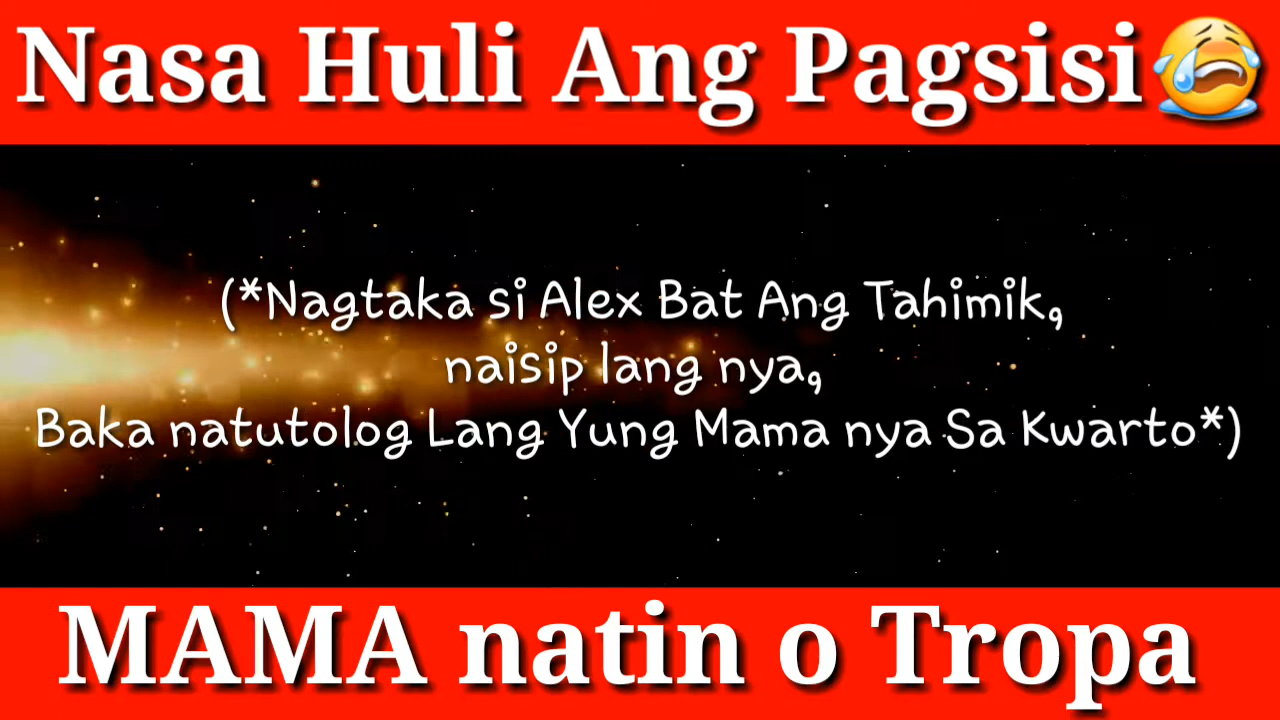 Nasa Huli Ang Pagsisi😭
(*Nagtaka si Alex Bat Ang Tahimik,
naisip lang nya,
Baka natutolog Lang Yung Mama nya Sa Kwarto*)
MAMA natin o Tropa